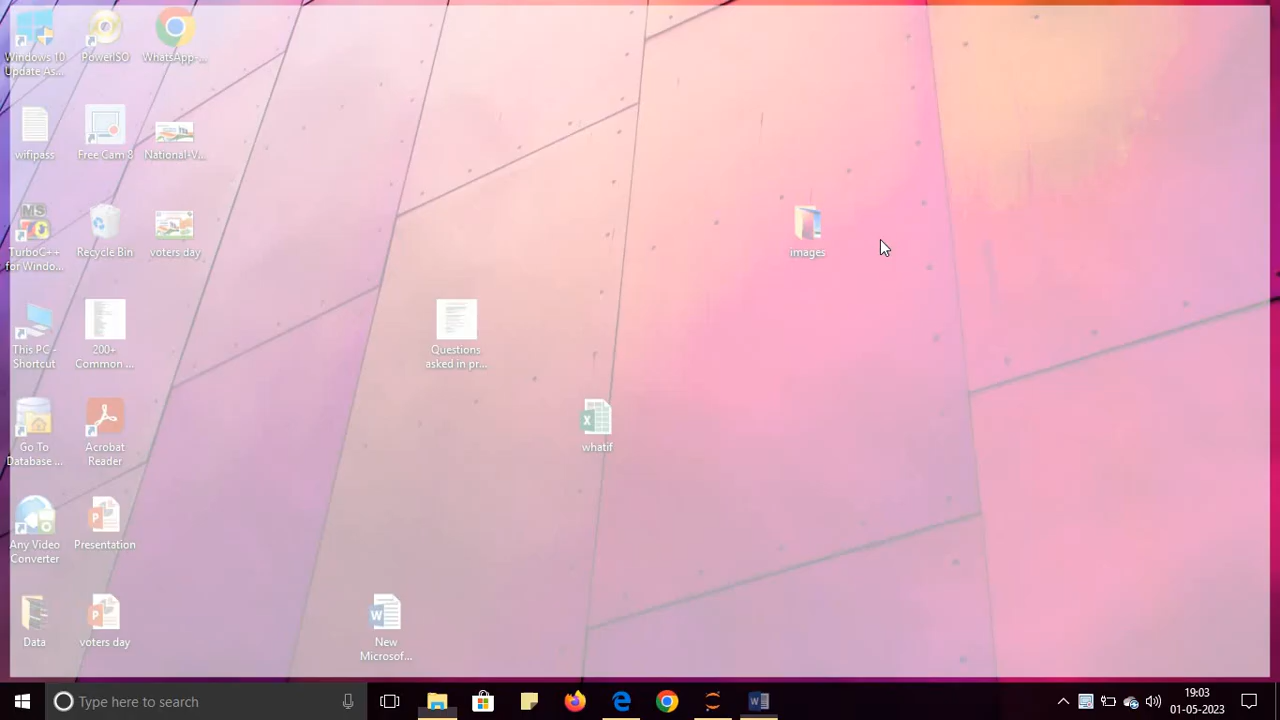 Windows 10
Update As...
PowerISO
WhatsApp-...
wifipass
Free Cam 8
National-V...
MS
TurboC++
for Windo...
Recycle Bin
voters day
images
This PC -
Shortcut
200+
Common ...
Questions
asked in pr...
Go To
Database ...
Acrobat
Reader
whatif
Any Video
Converter
Presentation
Data
voters day
New
Microsof...
Type here to search
19:03
01-05-2023